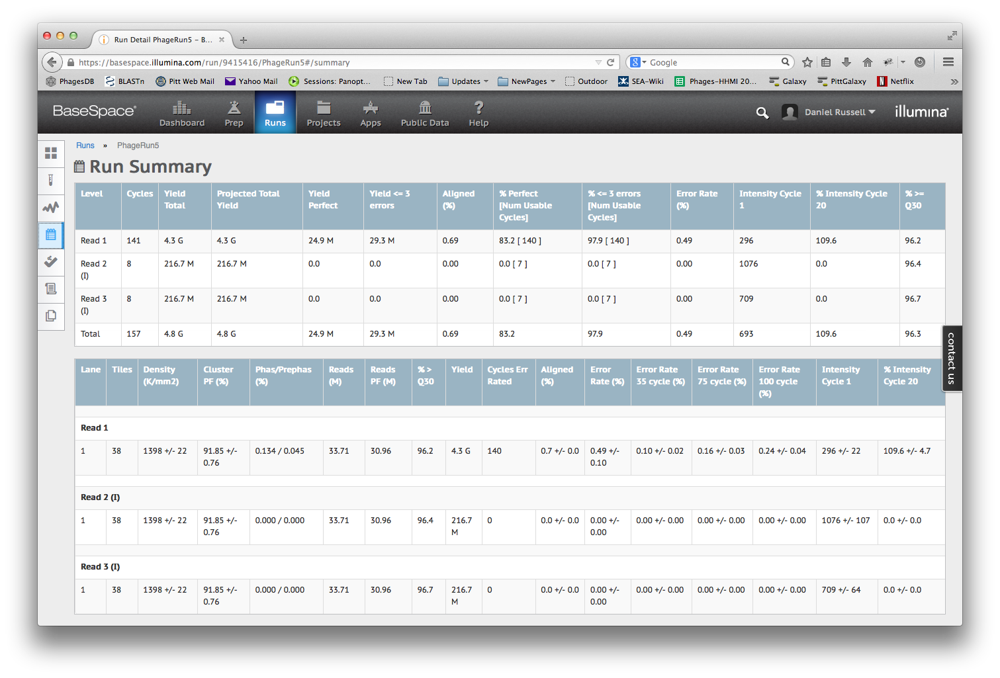 Run Detail PhageRun5 – B...
https://basespace.illumina.com/run/9415416/PhageRun5#/summary
Google
PhagesDB BLASTn Pitt Web Mail Yahoo Mail Sessions: Panopt... New Tab Updates NewPages Outdoor SEA-Wiki Phages-HHMI 20... Galaxy PittGalaxy Netflix
BaseSpace® Dashboard Prep Runs Projects Apps Public Data Help Daniel Russell illumina®
Runs » PhageRun5
Run Summary
Level Cycles Yield Total Projected Total Yield Yield Perfect Yield <= 3 errors Aligned (%) % Perfect [Num Usable Cycles] % <= 3 errors [Num Usable Cycles] Error Rate (%) Intensity Cycle 1 % Intensity Cycle 20 % >= Q30
Read 1 141 4.3 G 4.3 G 24.9 M 29.3 M 0.69 83.2 [ 140 ] 97.9 [ 140 ] 0.49 296 109.6 96.2
Read 2 (I) 8 216.7 M 216.7 M 0.0 0.0 0.00 0.0 [ 7 ] 0.0 [ 7 ] 0.00 1076 0.0 96.4
Read 3 (I) 8 216.7 M 216.7 M 0.0 0.0 0.00 0.0 [ 7 ] 0.0 [ 7 ] 0.00 709 0.0 96.7
Total 157 4.8 G 4.8 G 24.9 M 29.3 M 0.69 83.2 97.9 0.49 693 109.6 96.3
contact us
Lane Tiles Density (K/mm2) Cluster PF (%) Phas/Prephas (%) Reads (M) Reads PF (M) % > Q30 Yield Cycles Err Rated Aligned (%) Error Rate (%) Error Rate 35 cycle (%) Error Rate 75 cycle (%) Error Rate 100 cycle (%) Intensity Cycle 1 % Intensity Cycle 20
Read 1
1 38 1398 +/- 22 91.85 +/- 0.76 0.134 / 0.045 33.71 30.96 96.2 4.3 G 140 0.7 +/- 0.0 0.49 +/- 0.10 0.10 +/- 0.02 0.16 +/- 0.03 0.24 +/- 0.04 296 +/- 22 109.6 +/- 4.7
Read 2 (I)
1 38 1398 +/- 22 91.85 +/- 0.76 0.000 / 0.000 33.71 30.96 96.4 216.7 M 0 0.0 +/- 0.0 0.00 +/- 0.00 0.00 +/- 0.00 0.00 +/- 0.00 0.00 +/- 0.00 1076 +/- 107 0.0 +/- 0.0
Read 3 (I)
1 38 1398 +/- 22 91.85 +/- 0.76 0.000 / 0.000 33.71 30.96 96.7 216.7 M 0 0.0 +/- 0.0 0.00 +/- 0.00 0.00 +/- 0.00 0.00 +/- 0.00 0.00 +/- 0.00 709 +/- 64 0.0 +/- 0.0